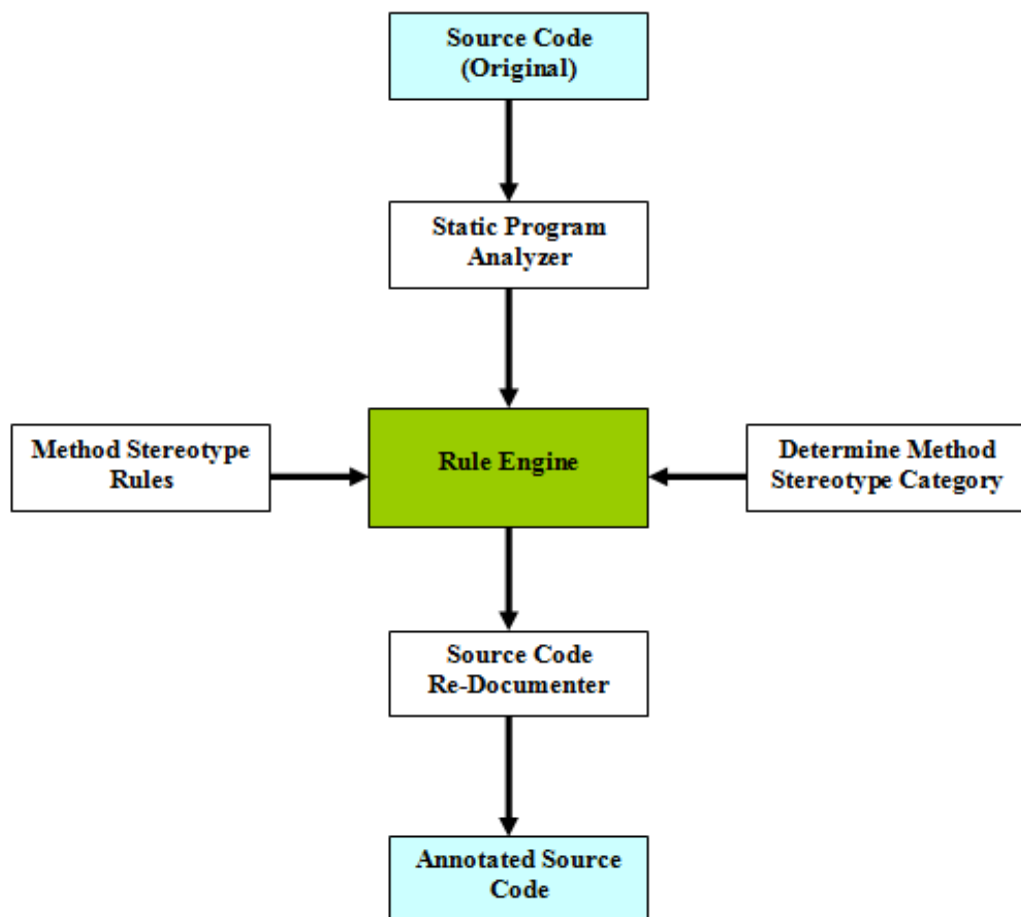 Source Code
(Original)
Static Program
Analyzer
Method Stereotype
Rules
Rule Engine
Determine Method
Stereotype Category
Source Code
Re-Documenter
Annotated Source
Code